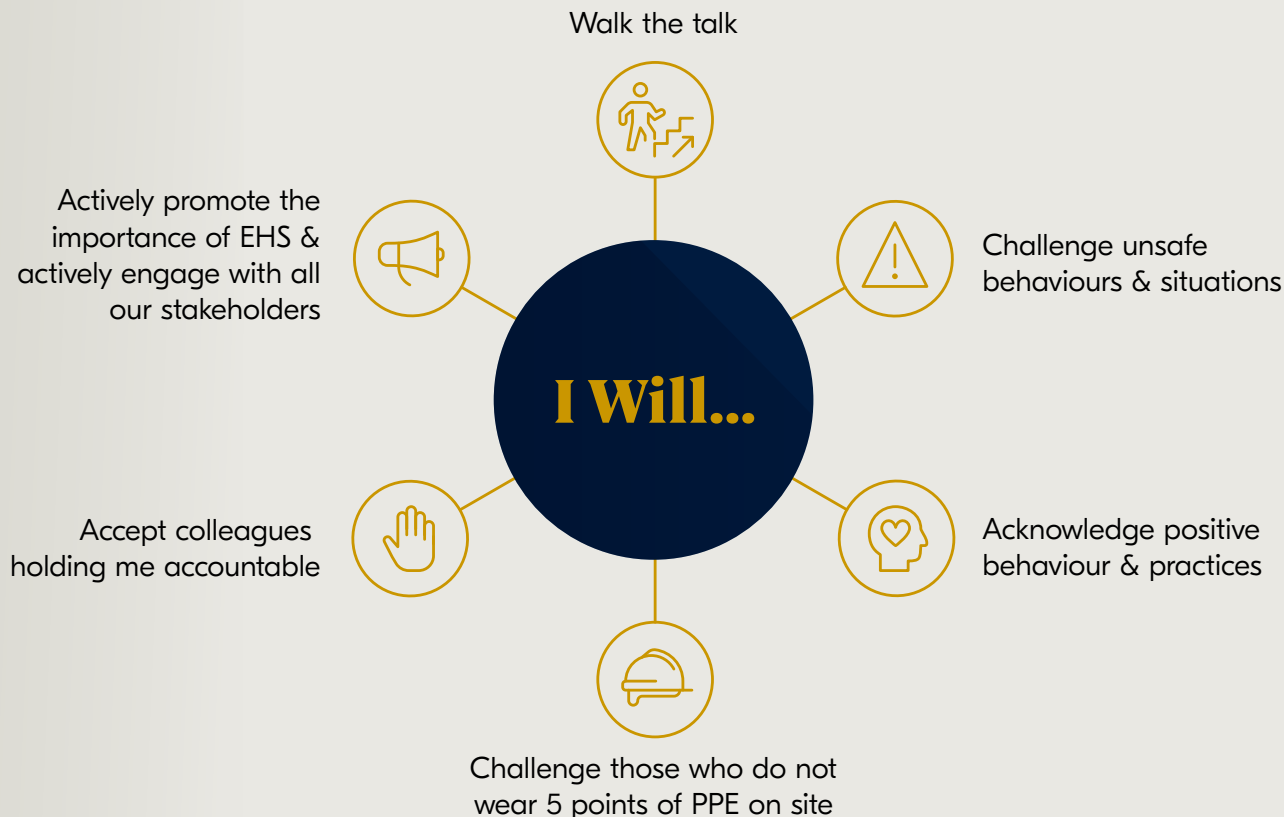 Walk the talk
Actively promote the
importance of EHS &
actively engage with all
our stakeholders
Challenge unsafe
behaviours & situations
I Will...
Accept colleagues
holding me accountable
Acknowledge positive
behaviour & practices
Challenge those who do not
wear 5 points of PPE on site